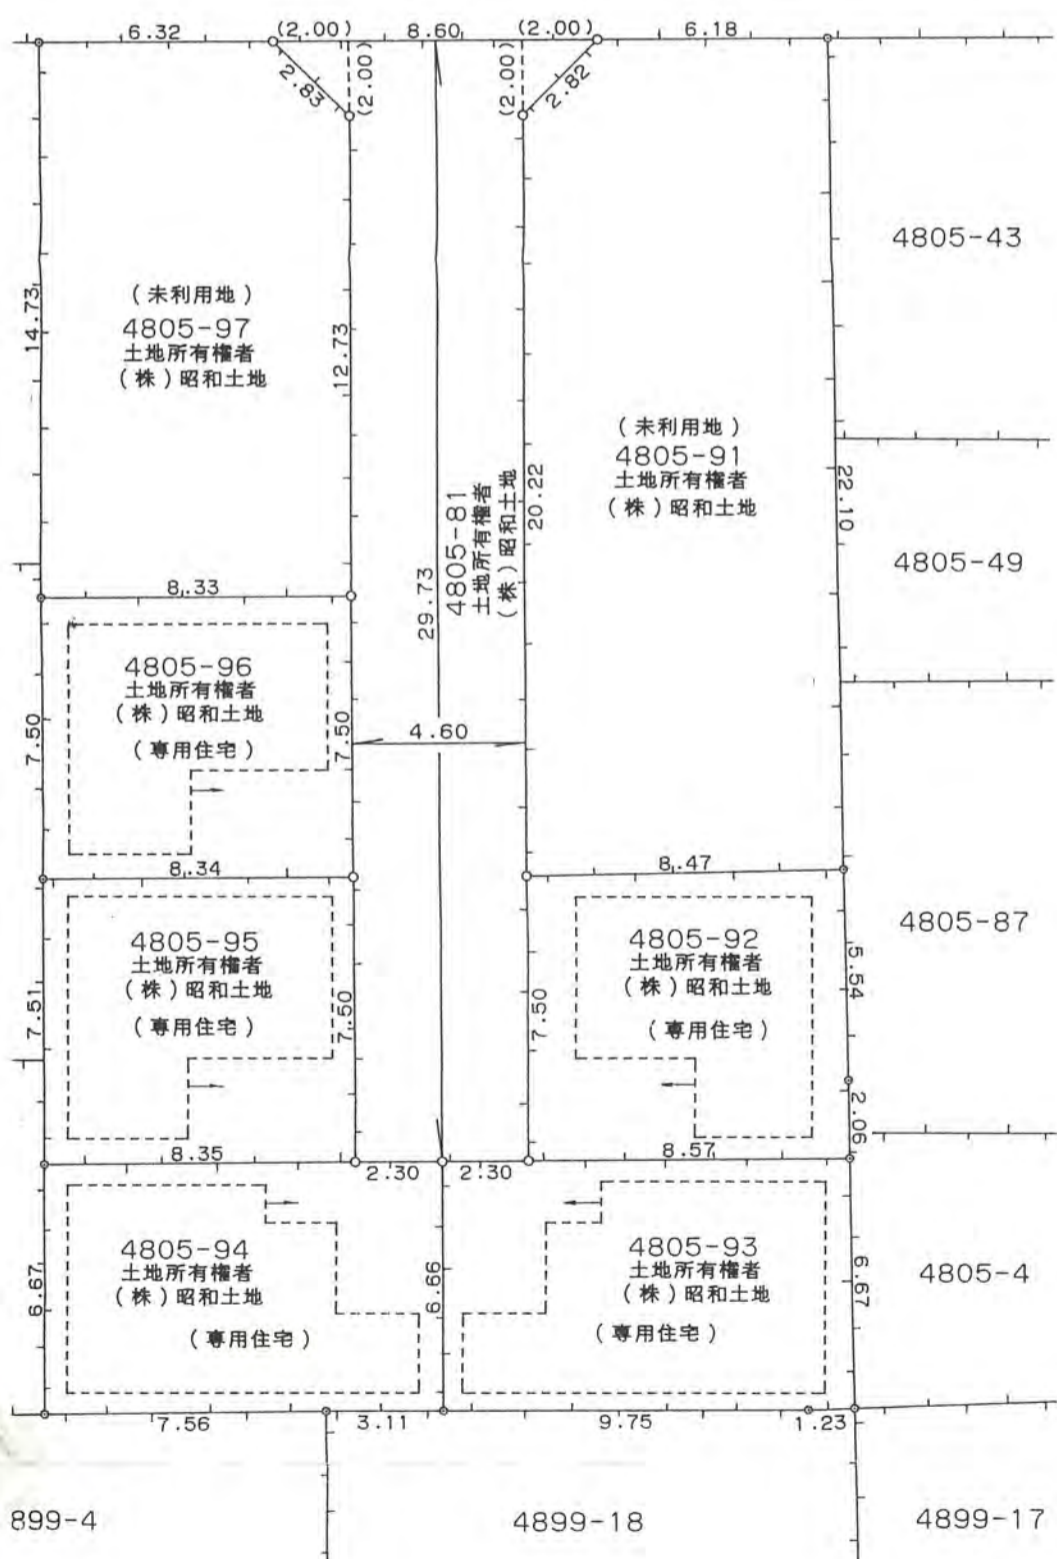 6.32
(2.00)
8.60
(2.00)
6.18
2.83
(2.00)
(2.00)
2.82
4805-43
14.73
(未利用地)
4805-97
土地所有権者
(株)昭和土地
12.73
4805-81
土地所有権者
(株)昭和土地
29.73
20.22
(未利用地)
4805-91
土地所有権者
(株)昭和土地
22.10
4805-49
8.33
4805-96
土地所有権者
(株)昭和土地
(専用住宅)
7.50
7.50
4.60
8.34
8.47
4805-95
土地所有権者
(株)昭和土地
(専用住宅)
7.51
7.50
7.50
4805-92
土地所有権者
(株)昭和土地
(専用住宅)
5.54
2.06
4805-87
8.35
2.30
2.30
8.57
4805-94
土地所有権者
(株)昭和土地
(専用住宅)
6.67
6.66
4805-93
土地所有権者
(株)昭和土地
(専用住宅)
6.67
4805-4
7.56
3.11
9.75
1.23
899-4
4899-18
4899-17